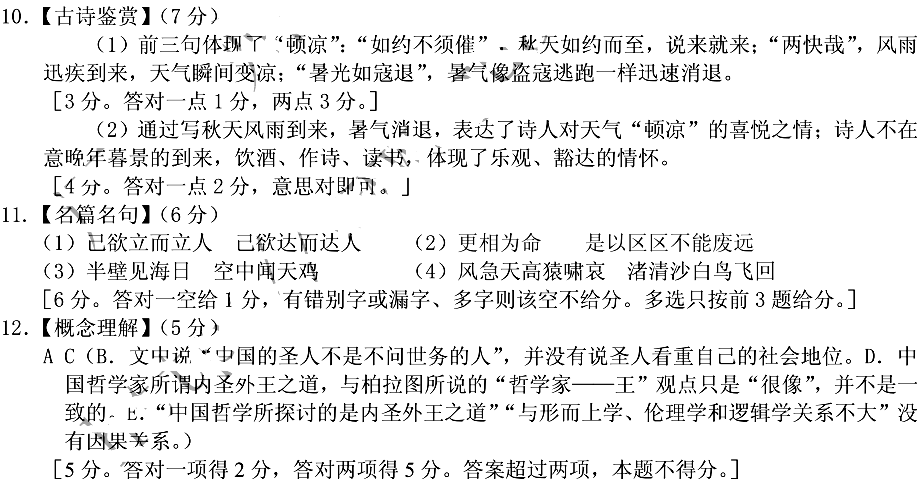 10.【古诗鉴赏】（7 分）
（1）前三句体现了“顿凉”：“如约不须催”，秋天如约而至，说来就来；“两快哉”，风雨
迅疾到来，天气瞬间变凉；“暑光如寇退”，暑气像盗寇逃跑一样迅速消退。
［3 分。答对一点 1 分，两点 3 分。］
（2）通过写秋天风雨到来，暑气消退，表达了诗人对天气“顿凉”的喜悦之情；诗人不在
意晚年暮景的到来，饮酒、作诗、读书，体现了乐观、豁达的情怀。
［4 分。答对一点 2 分，意思对即可。］
11.【名篇名句】（6 分）
（1）己欲立而立人 己欲达而达人 （2）更相为命 是以区区不能废远
（3）半壁见海日 空中闻天鸡 （4）风急天高猿啸哀 渚清沙白鸟飞回
［6 分。答对一空给 1 分，有错别字或漏字、多字则该空不给分。多选只按前 3 题给分。］
12.【概念理解】（5 分）
A C（B．文中说“中国的圣人不是不问世务的人”，并没有说圣人看重自己的社会地位。D．中
国哲学家所谓内圣外王之道，与柏拉图所说的“哲学家——王”观点只是“很像”，并不是一
致的。E．“中国哲学所探讨的是内圣外王之道”“与形而上学、伦理学和逻辑学关系不大”没
有因果关系。）
［5 分。答对一项得 2 分，答对两项得 5 分。答案超过两项，本题不得分。］